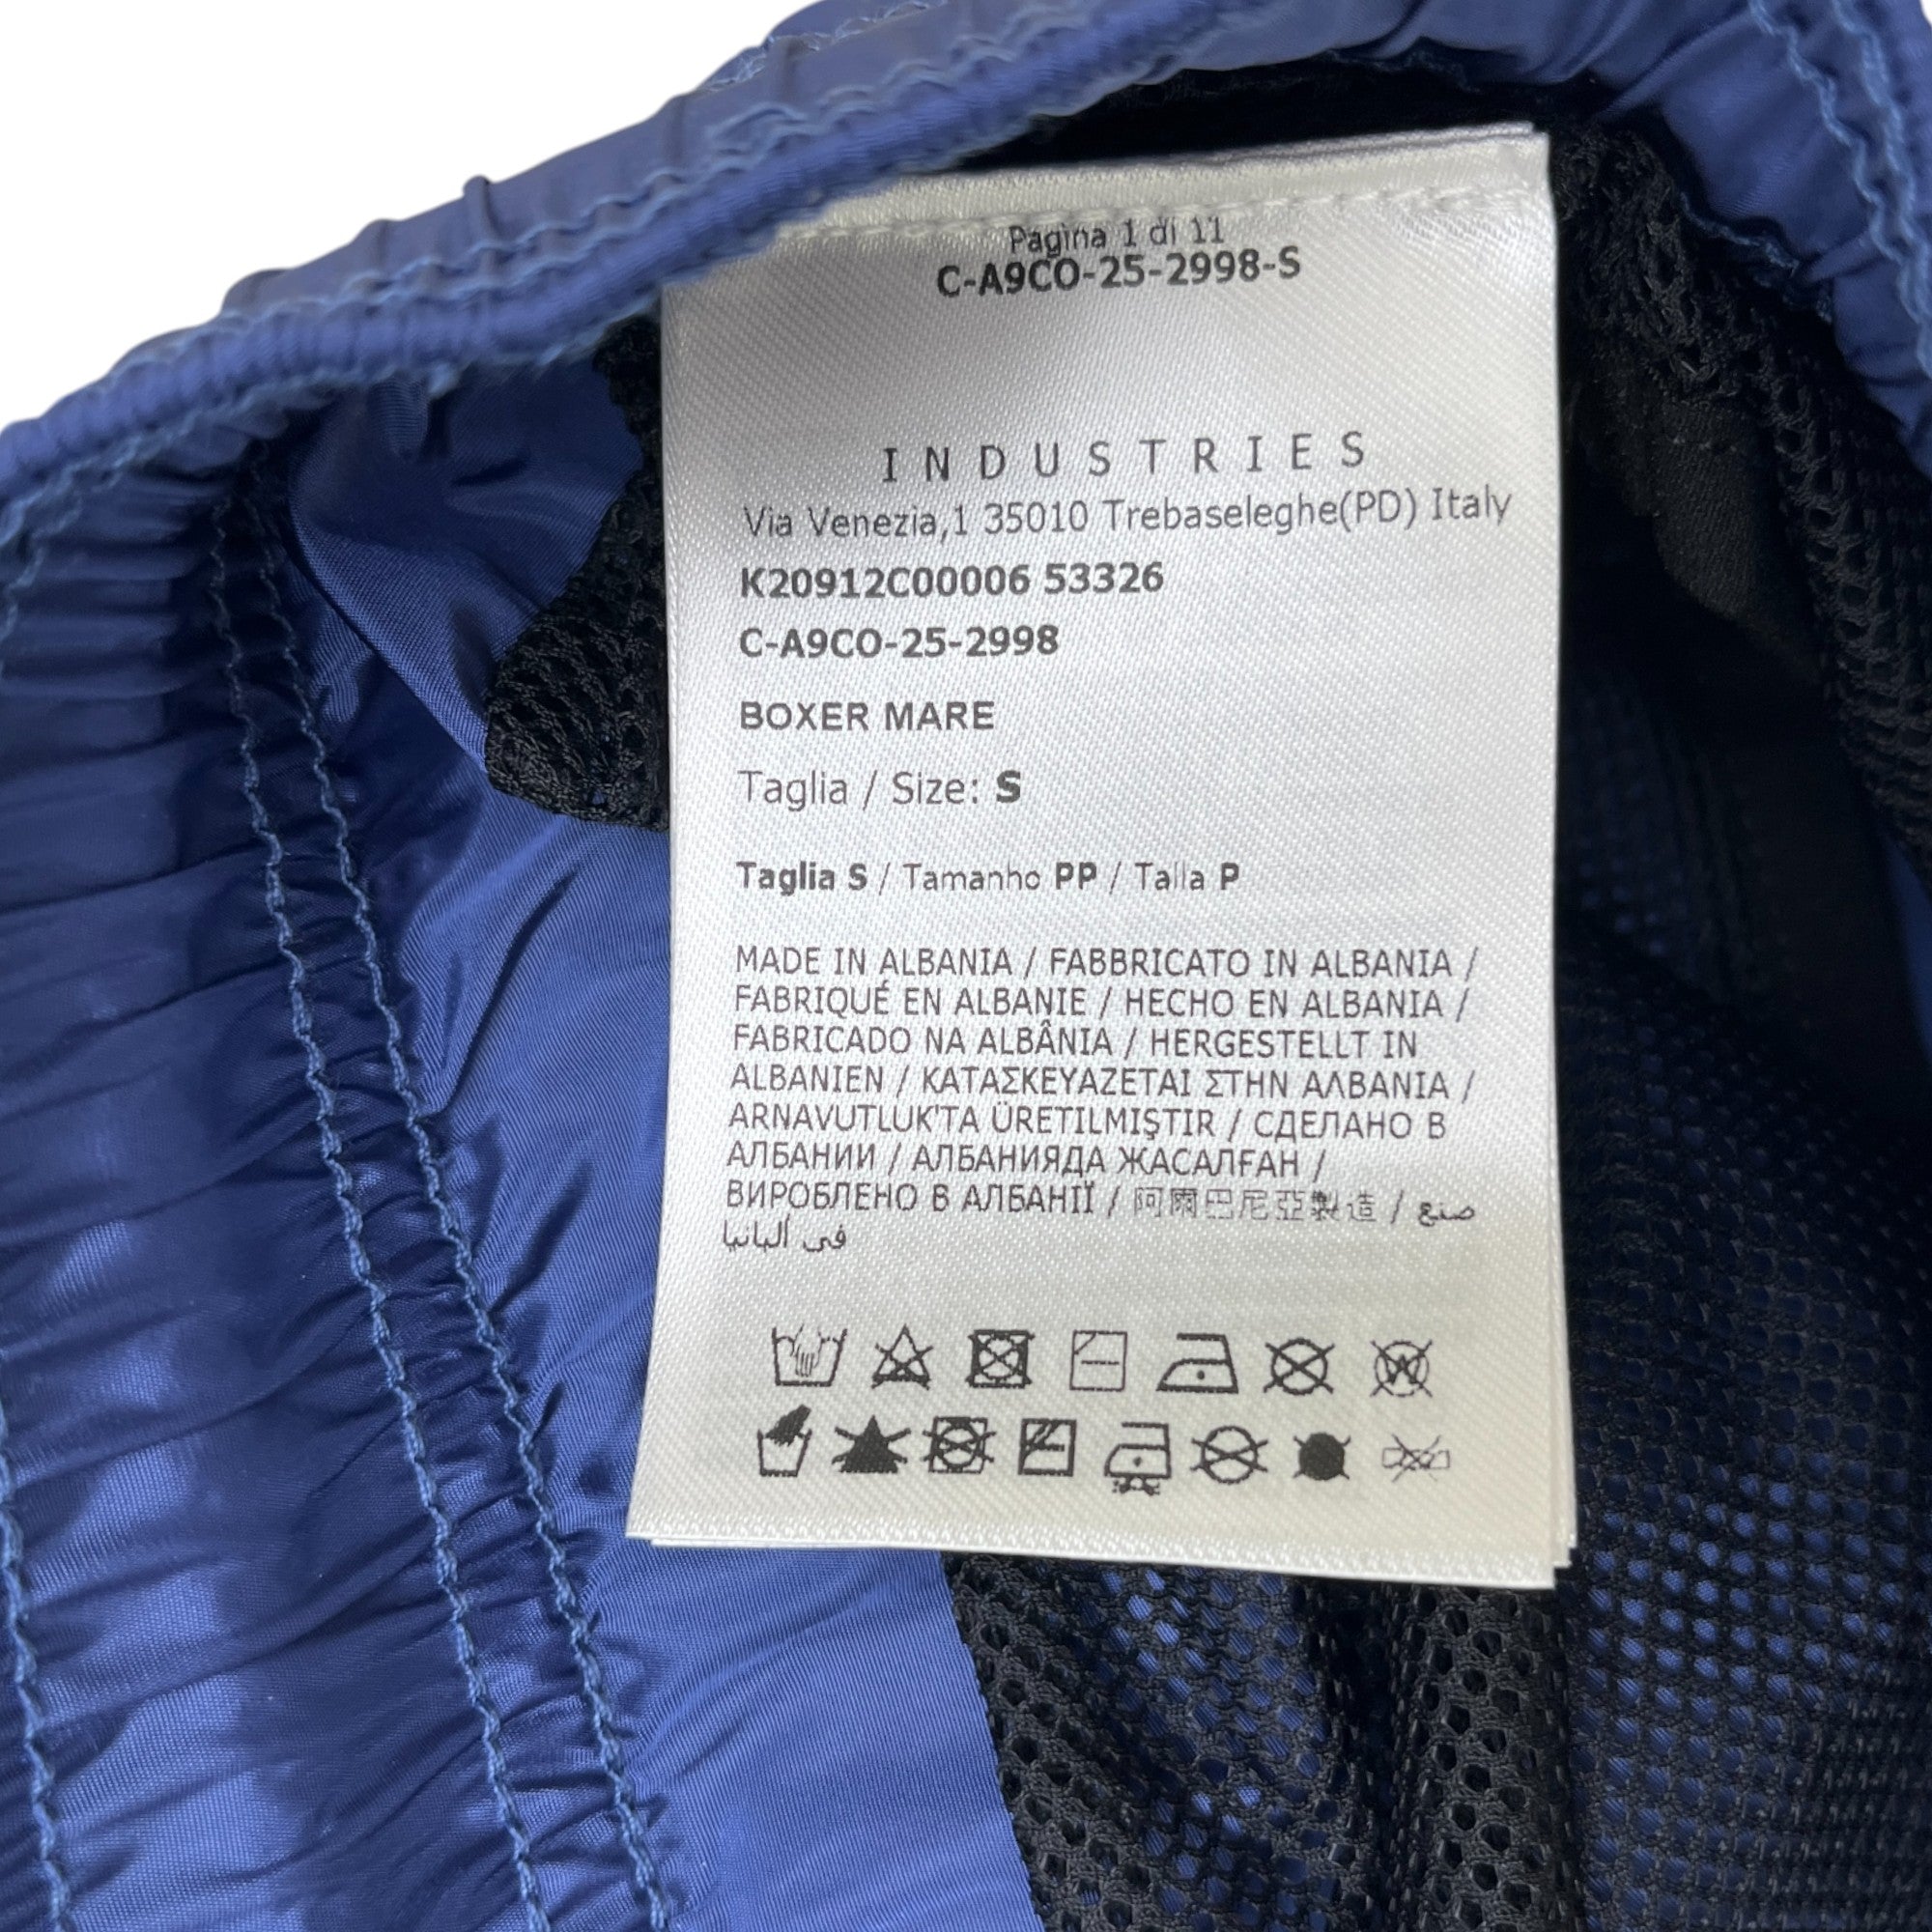 Pagina 1 di 11
C-A9CO-25-2998-S
INDUSTRIES
Via Venezia,1 35010 Trebaseleghe(PD) Italy
K20912C00006 53326
C-A9CO-25-2998
BOXER MARE
Taglia / Size: S
Taglia S / Tamanho PP / Talla P
MADE IN ALBANIA / FABBRICATO IN ALBANIA /
FABRIQUÉ EN ALBANIE / HECHO EN ALBANIA /
FABRICADO NA ALBÂNIA / HERGESTELLT IN
ALBANIEN / ΚΑΤΑΣΚΕΥΑΖΕΤΑΙ ΣΤΗΝ ΑΛΒΑΝΙΑ /
ARNAVUTLUK'TA ÜRETILMIŞTIR / СДЕЛАНО В
АЛБАНИИ / АЛБАНИЯДА ЖАСАЛҒАН /
ВИРОБЛЕНО В АЛБАНІЇ / 阿爾巴尼亞製造 / صنع
في ألبانيا